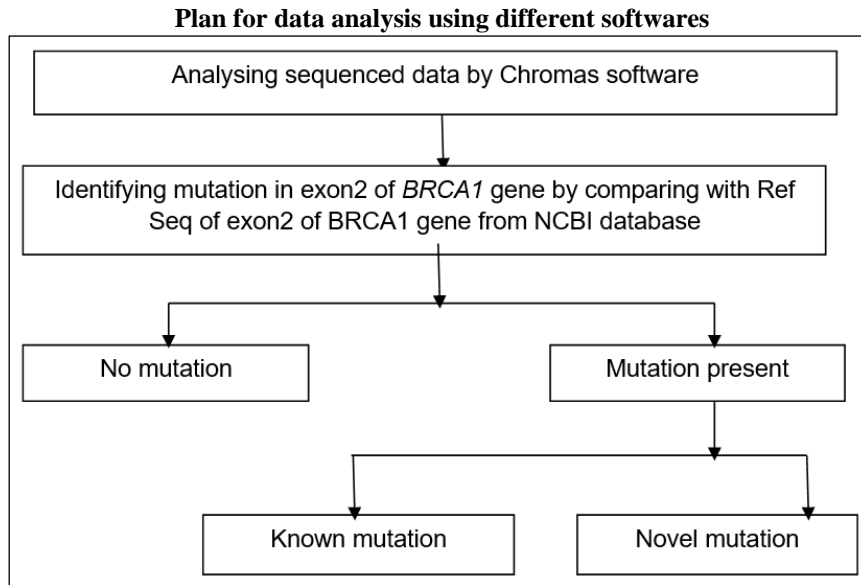 Plan for data analysis using different softwares
Analysing sequenced data by Chromas software
Identifying mutation in exon2 of BRCA1 gene by comparing with Ref
Seq of exon2 of BRCA1 gene from NCBI database
No mutation
Mutation present
Known mutation
Novel mutation